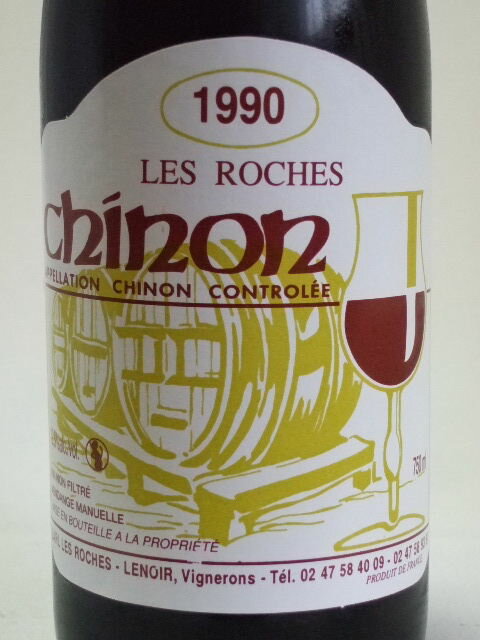 1990
LES ROCHES
Chinon
APPELLATION CHINON CONTROLÉE
750 ml
NON FILTRÉ
VENDANGE MANUELLE
MISE EN BOUTEILLE A LA PROPRIÉTÉ
LES ROCHES - LENOIR, Vignerons - Tél. 02 47 58 40 09 - 02 47 58
PRODUIT DE FRANCE